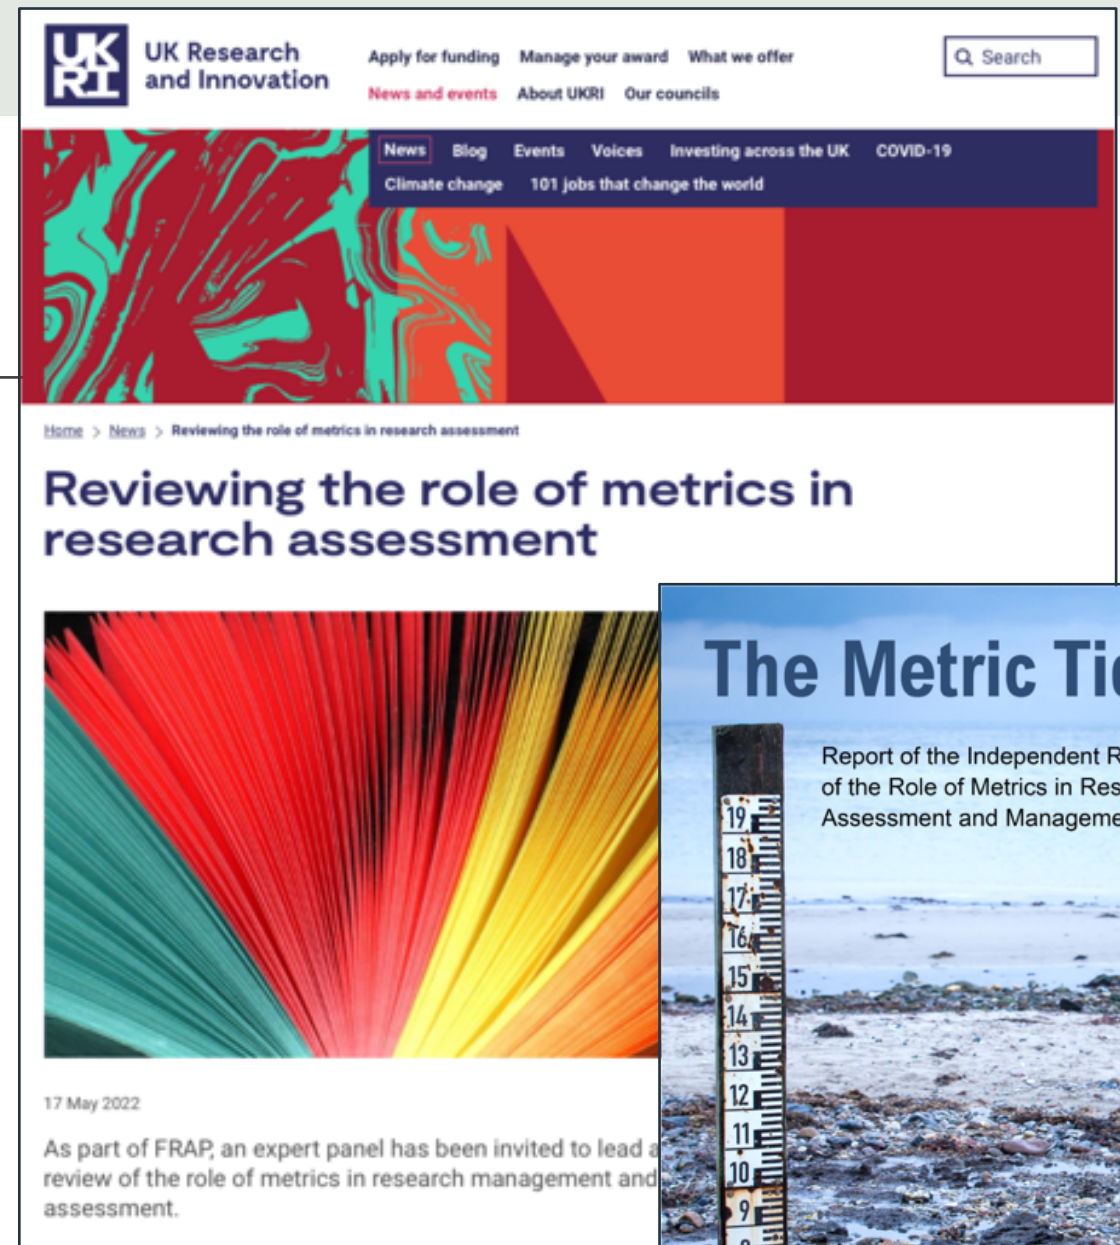 UK
RI
UK Research
and Innovation
Apply for funding Manage your award What we offer
News and events About UKRI Our councils
Search
News Blog Events Voices Investing across the UK COVID-19
Climate change 101 jobs that change the world
Home > News > Reviewing the role of metrics in research assessment
Reviewing the role of metrics in
research assessment
17 May 2022
As part of FRAP, an expert panel has been invited to lead a
review of the role of metrics in research management and
assessment.
The Metric
Report of the Independent
of the Role of Metrics in
Assessment and
19
18
17
16
15
14
13
12
11
10
9